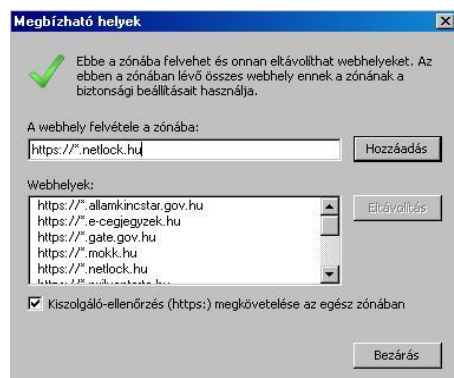 Megbízható helyek
Ebbe a zónába felvehet és onnan eltávolíthat webhelyeket. Az
ebben a zónában lévő összes webhely ennek a zónának a
biztonsági beállításait használja.
A webhely felvétele a zónába:
https://*.netlock.hu
Hozzáadás
Webhelyek:
https://*.allamkincstar.gov.hu
https://*.e-cegjegyzek.hu
https://*.gate.gov.hu
https://*.mokk.hu
https://*.netlock.hu
Eltávolítás
Kiszolgáló-ellenőrzés (https:) megkövetelése az egész zónában
Bezárás